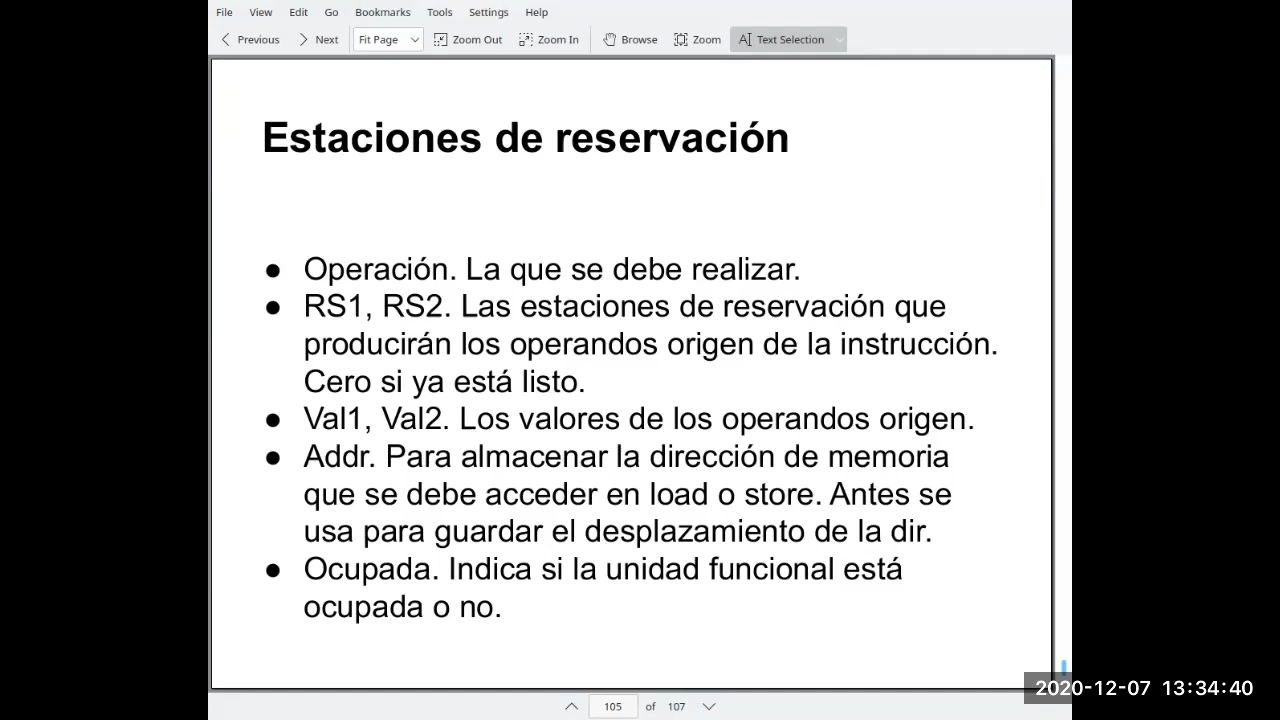 File View Edit Go Bookmarks Tools Settings Help
Previous Next Fit Page Zoom Out Zoom In Browse Zoom Text Selection
Estaciones de reservación
● Operación. La que se debe realizar.
● RS1, RS2. Las estaciones de reservación que
producirán los operandos origen de la instrucción.
Cero si ya está listo.
● Val1, Val2. Los valores de los operandos origen.
● Addr. Para almacenar la dirección de memoria
que se debe acceder en load o store. Antes se
usa para guardar el desplazamiento de la dir.
● Ocupada. Indica si la unidad funcional está
ocupada o no.
2020-12-07 13:34:40
105 of 107